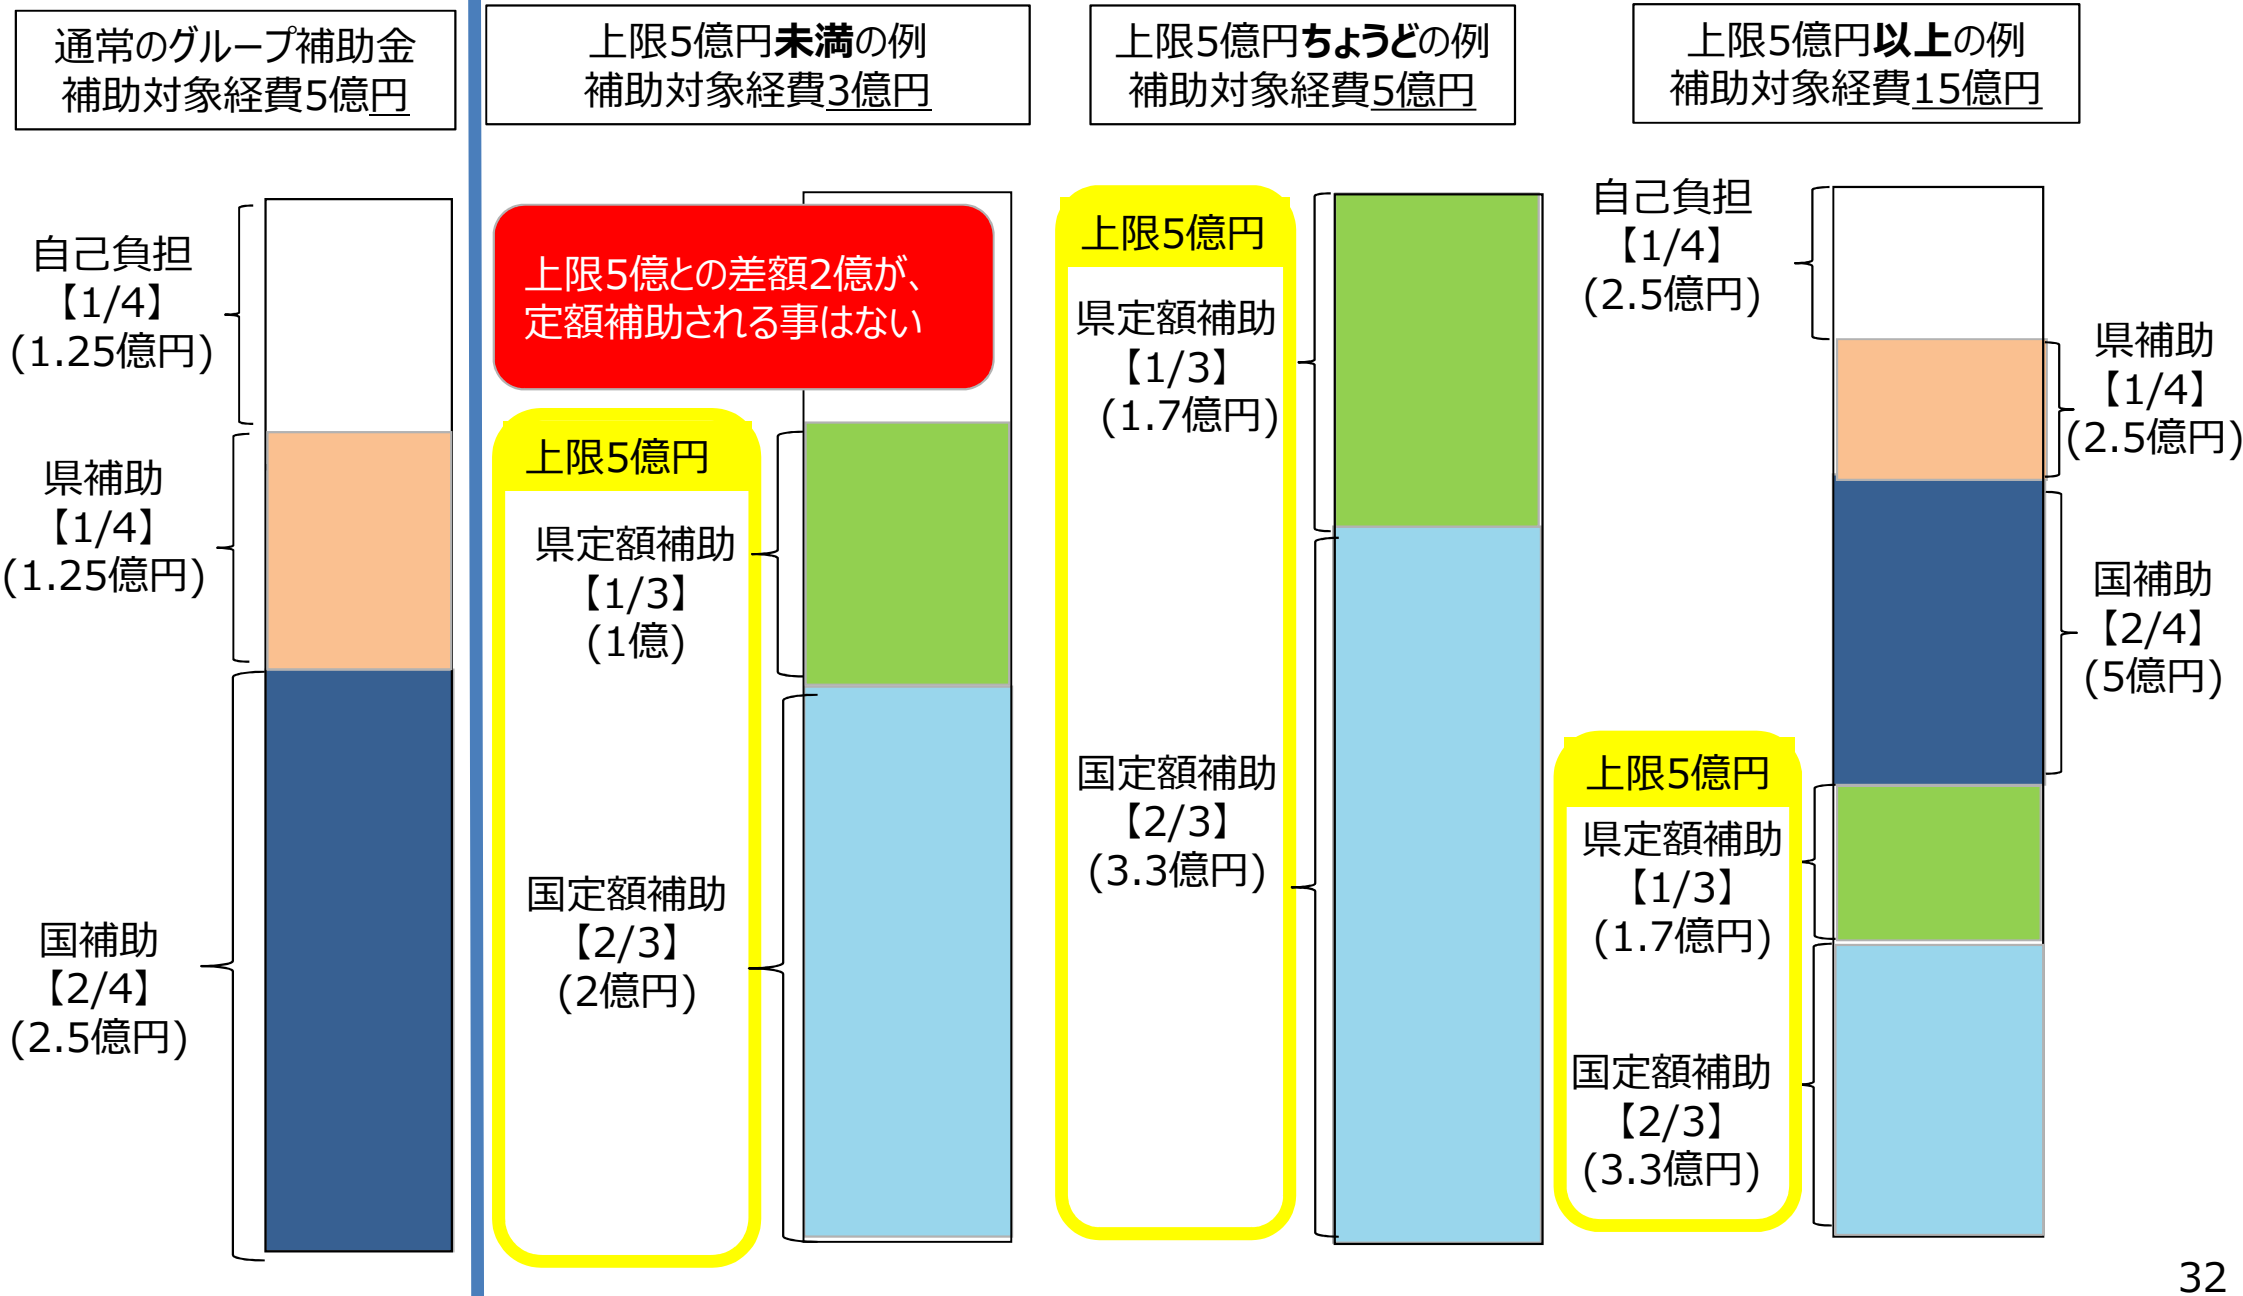 通常のグループ補助金
補助対象経費5億円
自己負担
【1/4】
(1.25億円)
県補助
【1/4】
(1.25億円)
国補助
【2/4】
(2.5億円)
上限5億円未満の例
補助対象経費3億円
上限5億との差額2億が、
定額補助される事はない
上限5億円
県定額補助
【1/3】
(1億)
国定額補助
【2/3】
(2億円)
上限5億円ちょうどの例
補助対象経費5億円
上限5億円
県定額補助
【1/3】
(1.7億円)
国定額補助
【2/3】
(3.3億円)
上限5億円以上の例
補助対象経費15億円
自己負担
【1/4】
(2.5億円)
県補助
【1/4】
(2.5億円)
国補助
【2/4】
(5億円)
上限5億円
県定額補助
【1/3】
(1.7億円)
国定額補助
【2/3】
(3.3億円)
32